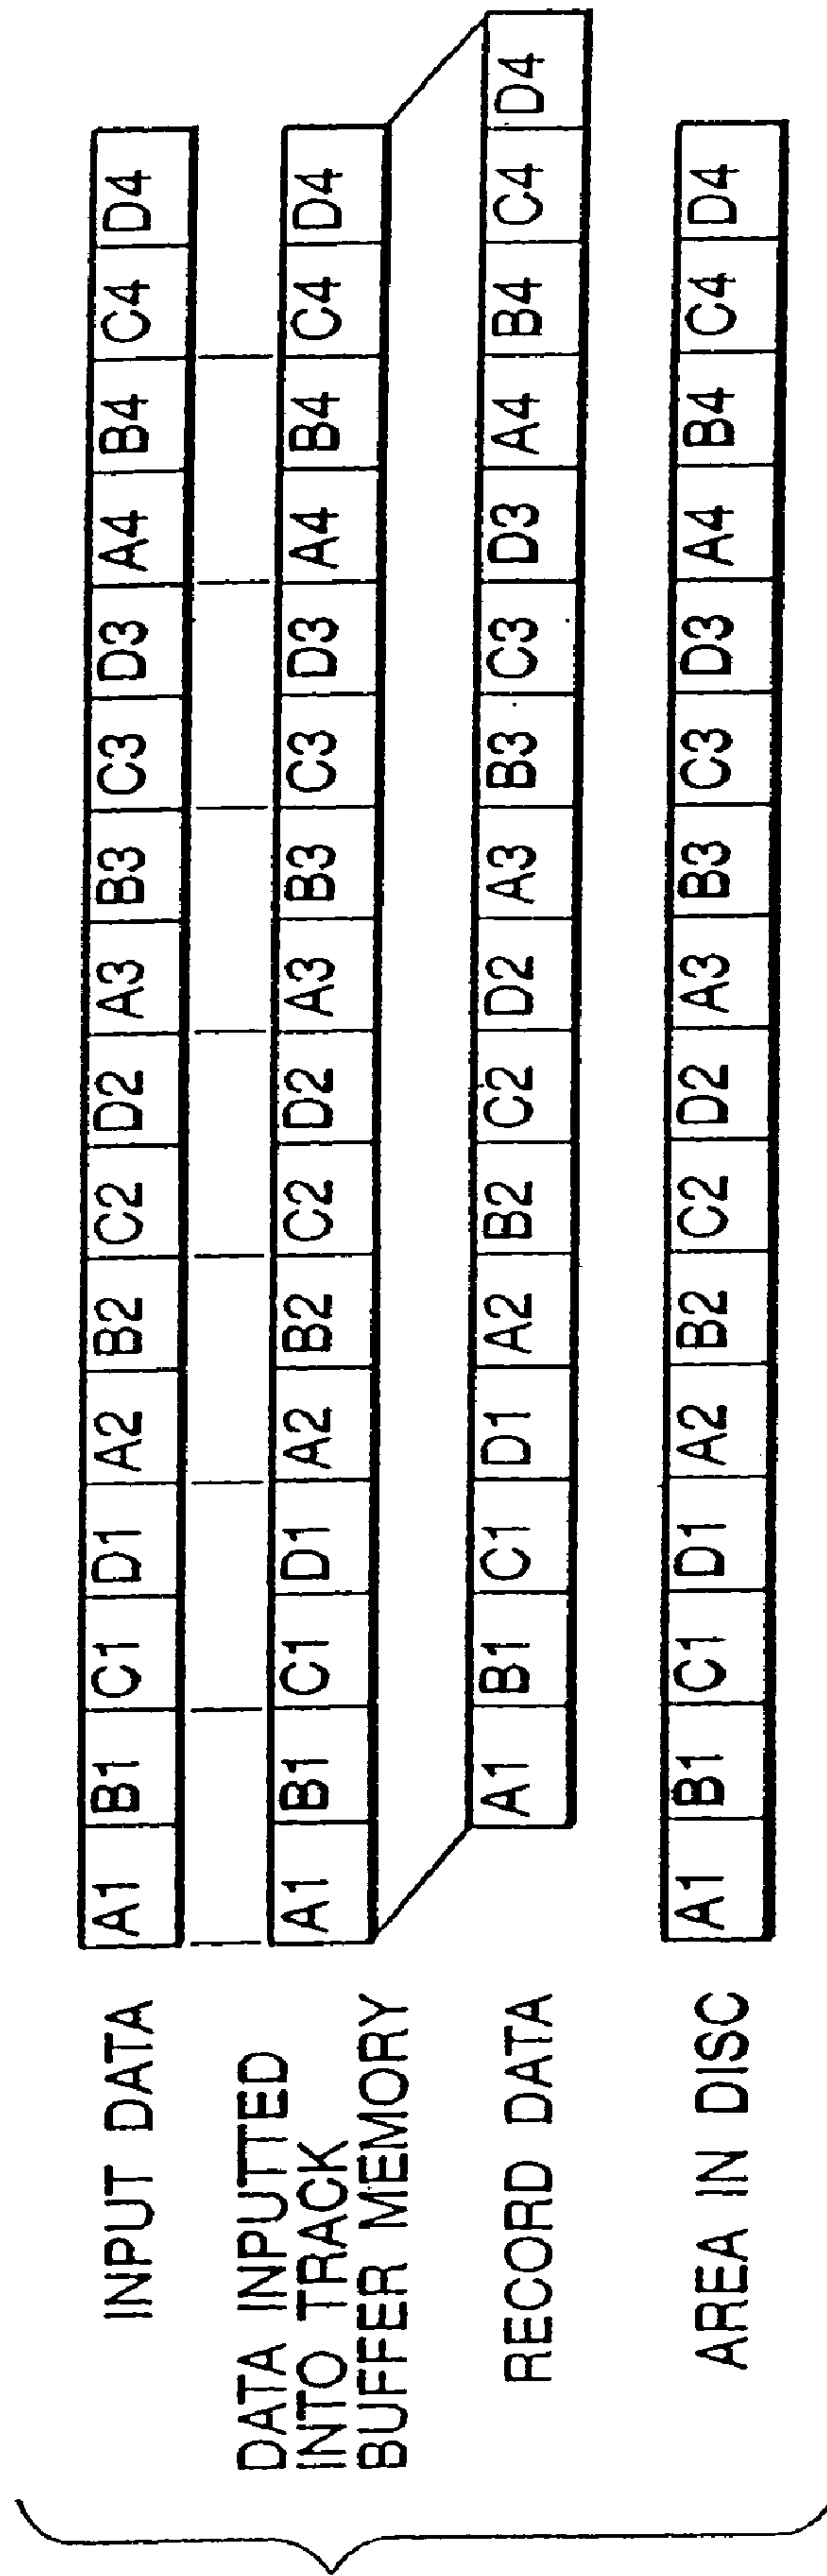 INPUT DATA
A1 B1 C1 D1 A2 B2 C2 D2 A3 B3 C3 D3 A4 B4 C4 D4
DATA INPUTTED
INTO TRACK
BUFFER MEMORY
A1 B1 C1 D1 A2 B2 C2 D2 A3 B3 C3 D3 A4 B4 C4 D4
RECORD DATA
A1 B1 C1 D1 A2 B2 C2 D2 A3 B3 C3 D3 A4 B4 C4 D4
AREA IN DISC
A1 B1 C1 D1 A2 B2 C2 D2 A3 B3 C3 D3 A4 B4 C4 D4